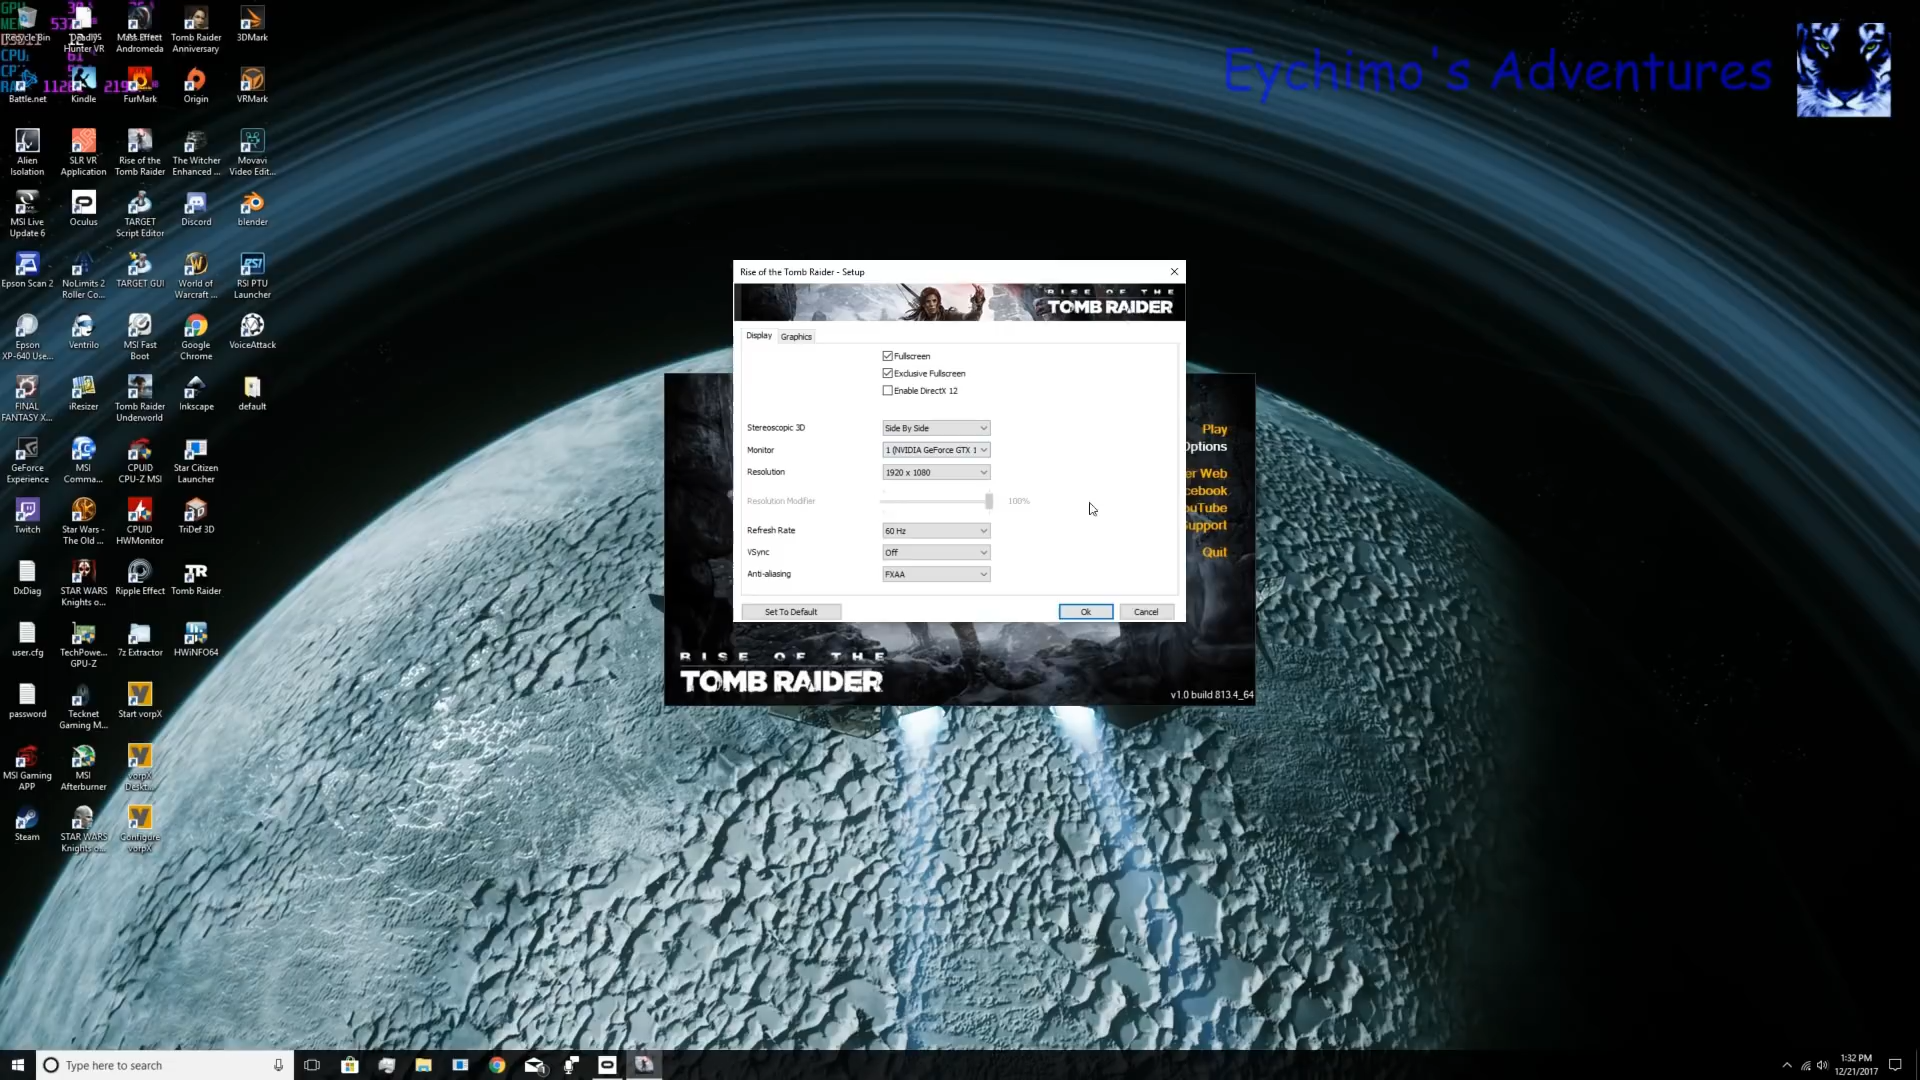 Eychimo's Adventures
Recycle Bin
Hunter VR
Mass Effect
Andromeda
Tomb Raider
Anniversary
3DMark
Battle.net
Kindle
FurMark
Origin
VRMark
Alien
Isolation
SLR VR
Application
Rise of the
Tomb Raider
The Witcher
Enhanced ...
Movavi
Video Edit...
MSI Live
Update 6
Oculus
TARGET
Script Editor
Discord
blender
Epson Scan 2
NoLimits 2
Roller Co...
TARGET GUI
World of
Warcraft ...
RSI PTU
Launcher
Epson
XP-640 Use...
Ventrilo
MSI Fast
Boot
Google
Chrome
VoiceAttack
FINAL
FANTASY X...
iResizer
Tomb Raider
Underworld
Inkscape
default
GeForce
Experience
MSI
Comma...
CPUID
CPU-Z MSI
Star Citizen
Launcher
Twitch
Star Wars -
The Old ...
CPUID
HWMonitor
TriDef 3D
DxDiag
STAR WARS
Knights o...
Ripple Effect
Tomb Raider
user.cfg
TechPowe...
GPU-Z
7z Extractor
HWiNFO64
password
Tecknet
Gaming M...
Start vorpX
MSI Gaming
APP
MSI
Afterburner
vorpX
Deskt...
Steam
STAR WARS
Knights o...
Configure
vorpX
Rise of the Tomb Raider - Setup
RISE OF THE
TOMB RAIDER
Display
Graphics
Fullscreen
Exclusive Fullscreen
Enable DirectX 12
Stereoscopic 3D
Side By Side
Monitor
1 (NVIDIA GeForce GTX 1
Resolution
1920 x 1080
Resolution Modifier
100%
Refresh Rate
60 Hz
VSync
Off
Anti-aliasing
FXAA
Set To Default
Ok
Cancel
Play
Options
er Web
cebook
ouTube
Support
Quit
RISE OF THE
TOMB RAIDER
v1.0 build 813.4_64
Type here to search
1:32 PM
12/21/2017